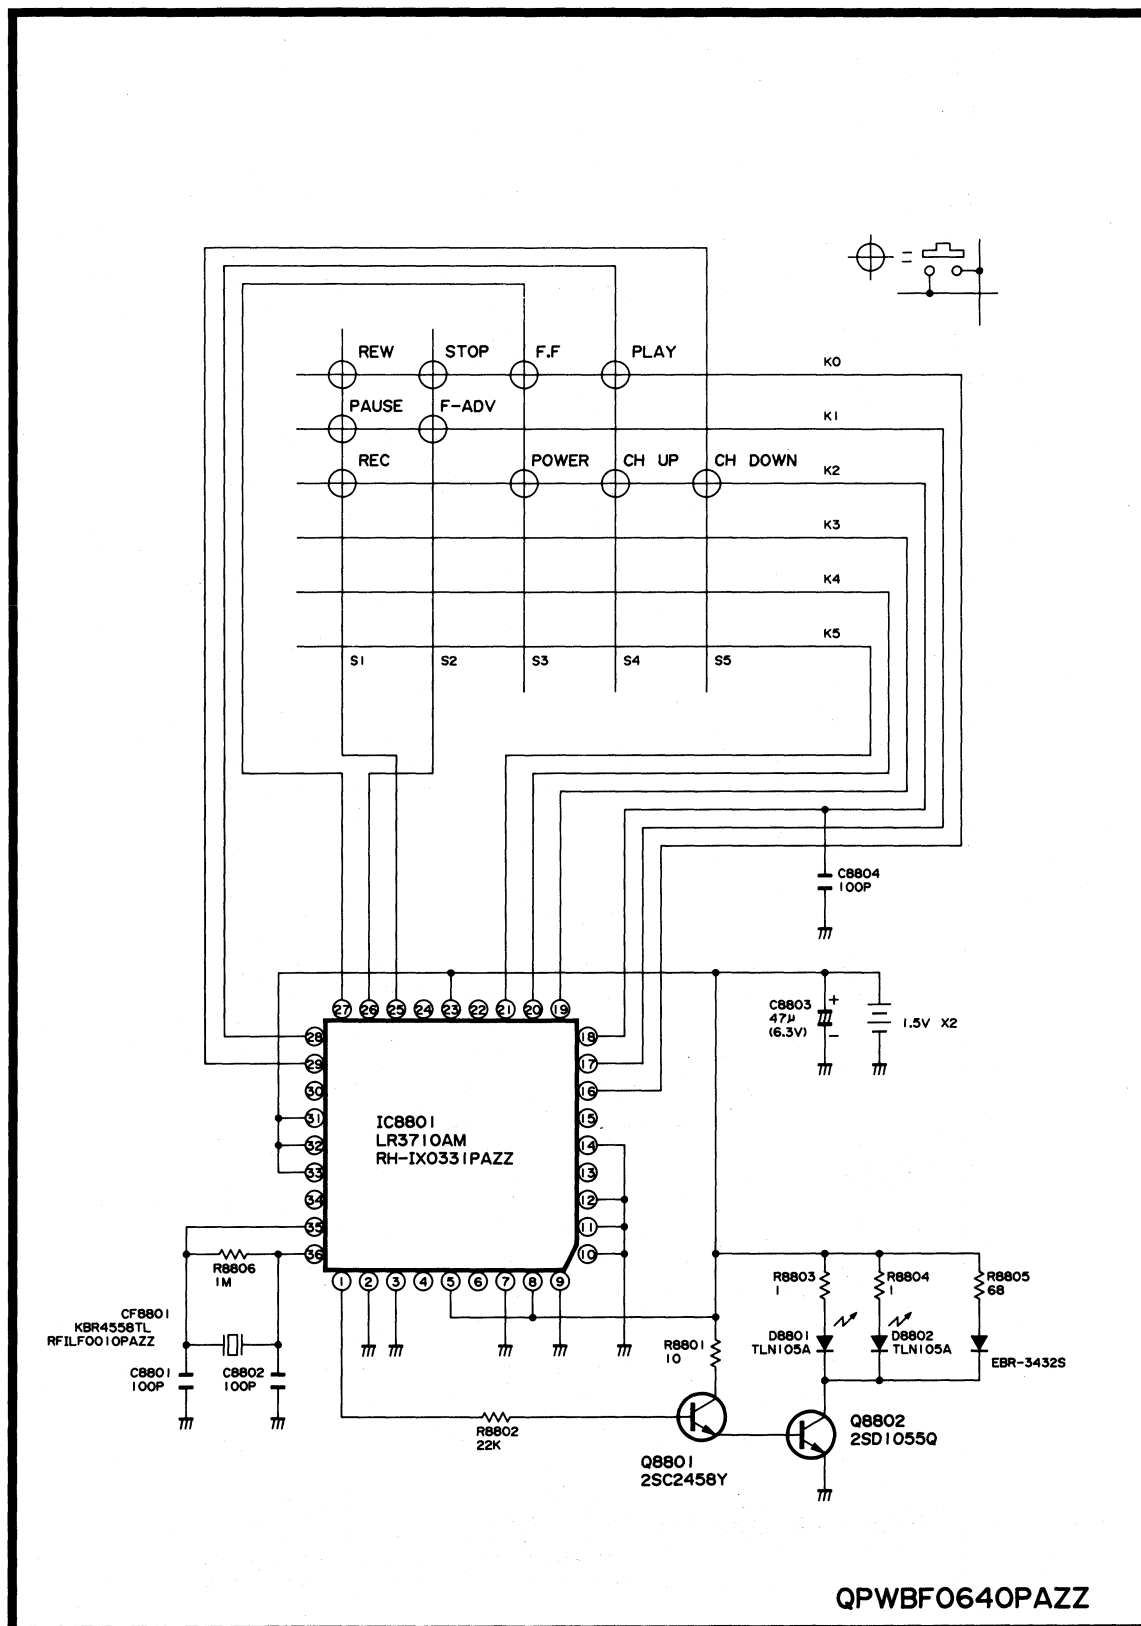 =
REW STOP F.F PLAY K0
PAUSE F-ADV K1
REC POWER CH UP CH DOWN K2
K3
K4
K5
S1 S2 S3 S4 S5
C8804
100P
C8803
47µ
(6.3V)
+
-
1.5V X2
27 26 25 24 23 22 21 20 19
28 18
29 17
30 16
31 15
32 14
33 13
34 12
35 11
36 10
IC8801
LR3710AM
RH-IX0331PAZZ
1 2 3 4 5 6 7 8 9
R8806
1M
CF8801
KBR4558TL
RFILF0010PAZZ
C8801
100P
C8802
100P
R8802
22K
R8801
10
R8803
1
R8804
1
R8805
68
D8801
TLN105A
D8802
TLN105A
EBR-3432S
Q8801
2SC2458Y
Q8802
2SD1055Q
QPWBF0640PAZZ